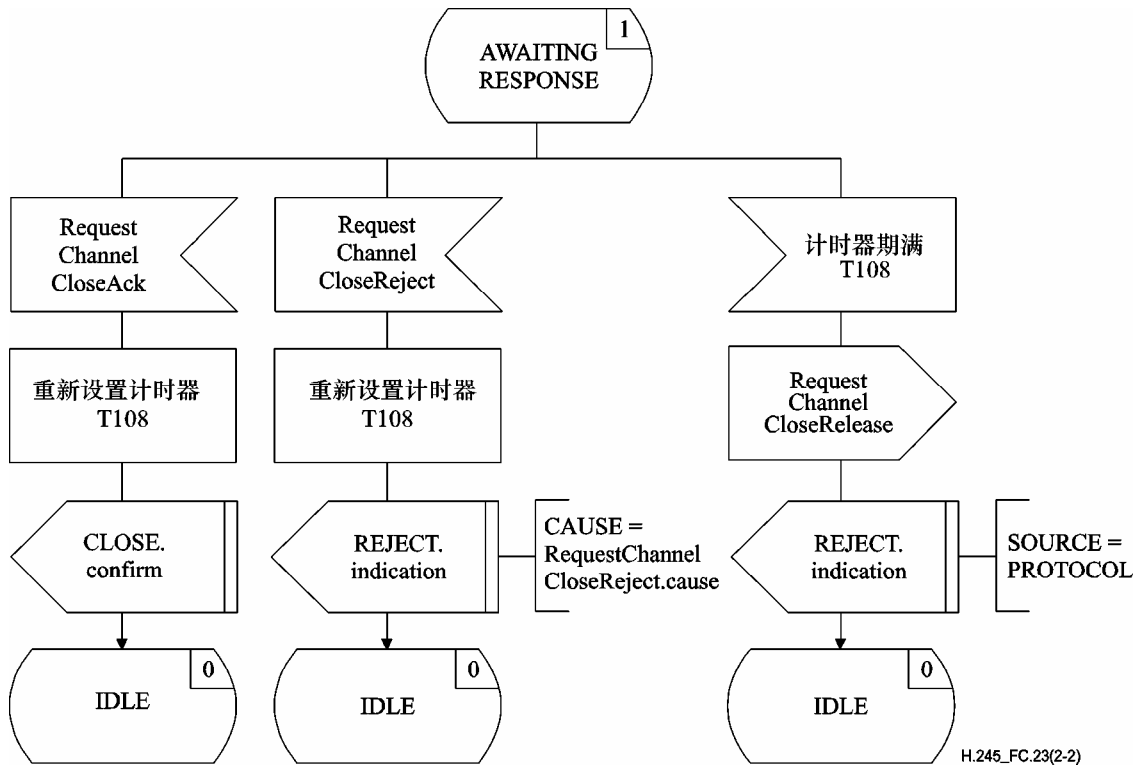 1
AWAITING
RESPONSE
Request
Channel
CloseAck
Request
Channel
CloseReject
计时器期满
T108
重新设置计时器
T108
重新设置计时器
T108
Request
Channel
CloseRelease
CLOSE.
confirm
REJECT.
indication
CAUSE =
RequestChannel
CloseReject.cause
REJECT.
indication
SOURCE =
PROTOCOL
0
IDLE
0
IDLE
0
IDLE
H.245_FC.23(2-2)